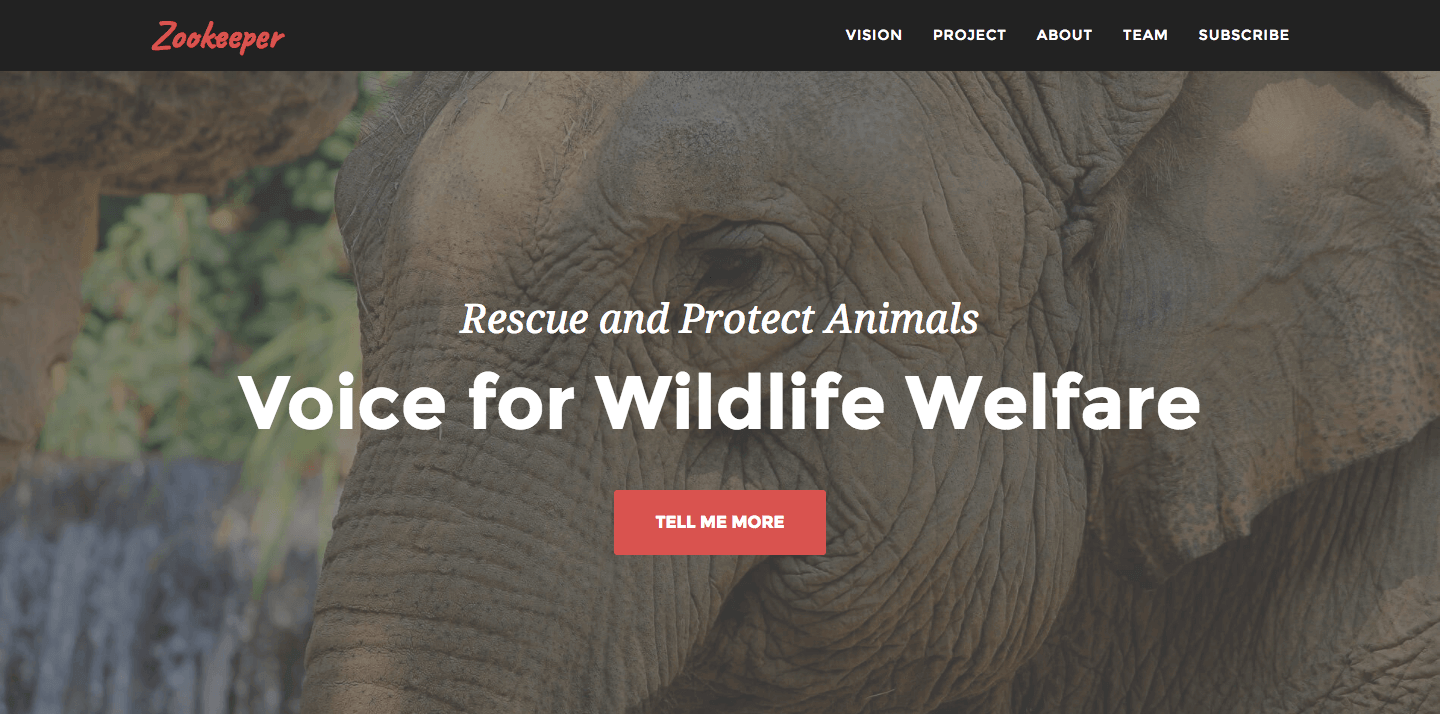 Zookeeper
VISION PROJECT ABOUT TEAM SUBSCRIBE
Rescue and Protect Animals
Voice for Wildlife Welfare
TELL ME MORE